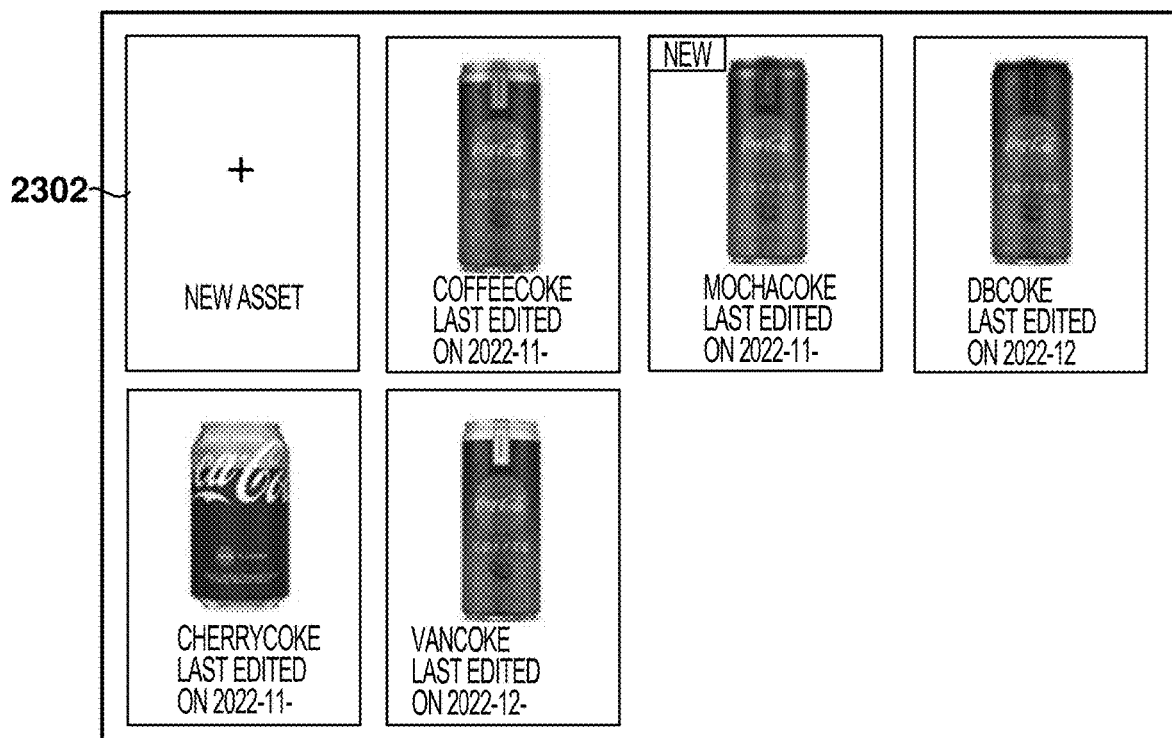 2302
+
NEW ASSET
COFFEECOKE
LAST EDITED
ON 2022-11-
NEW
MOCHACOKE
LAST EDITED
ON 2022-11-
DBCOKE
LAST EDITED
ON 2022-12
CHERRYCOKE
LAST EDITED
ON 2022-11-
VANCOKE
LAST EDITED
ON 2022-12-